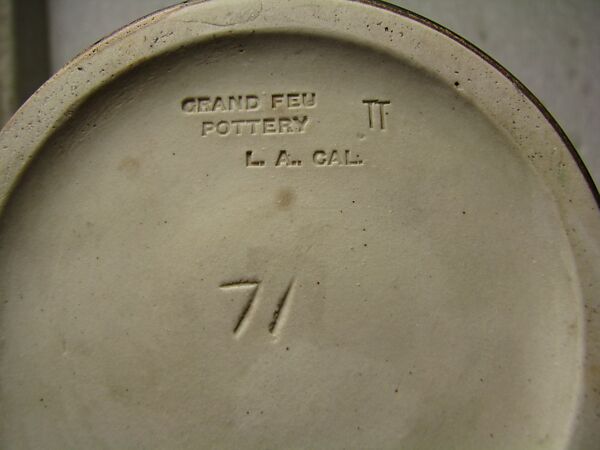 GRAND FEU TT
POTTERY
L. A. CAL.
71